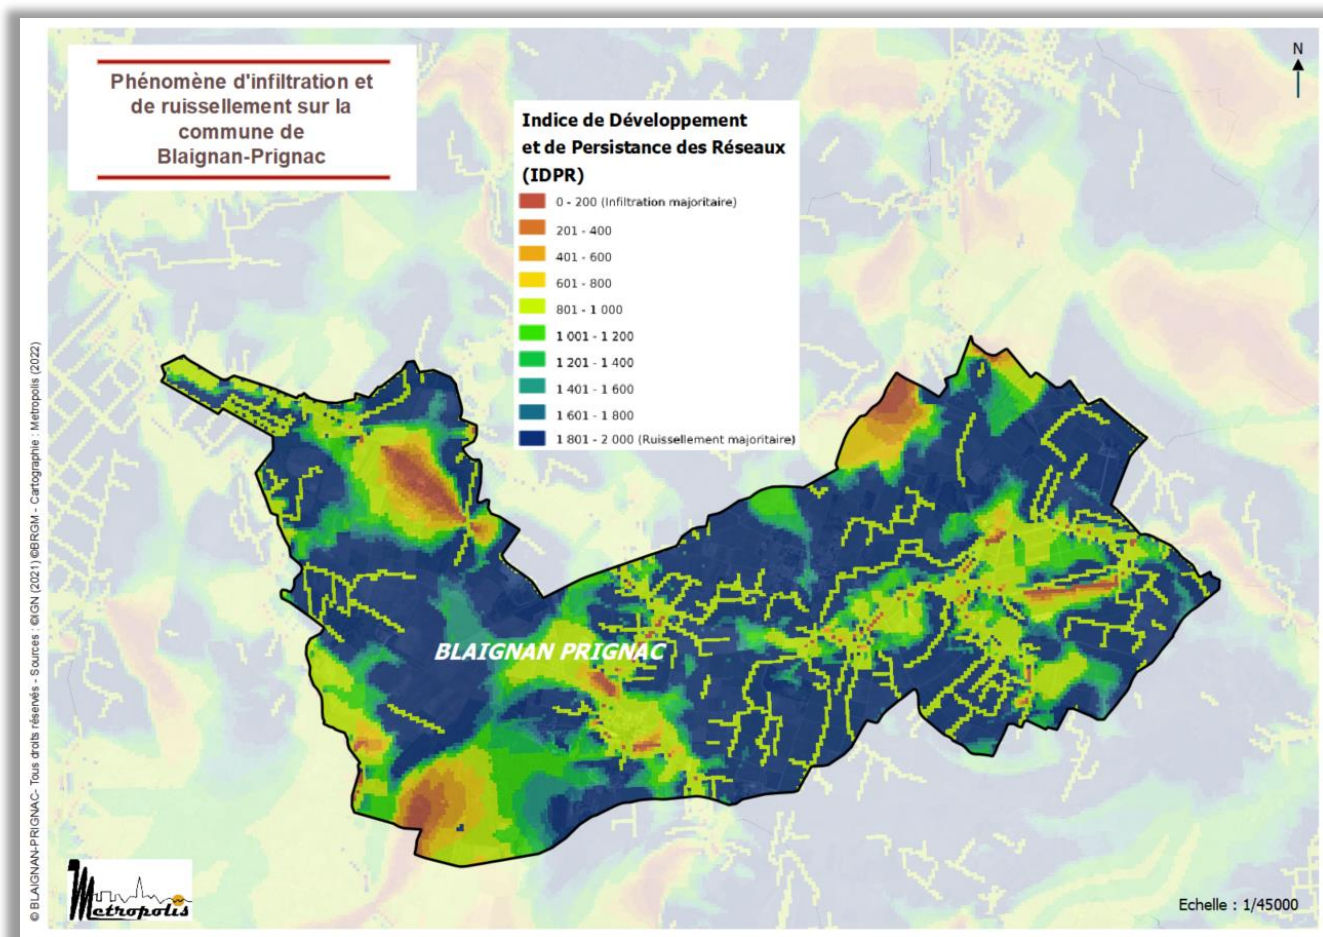 Phénomène d'infiltration et
de ruissellement sur la
commune de
Blaignan-Prignac
Indice de Développement
et de Persistance des Réseaux
(IDPR)
0 - 200 (Infiltration majoritaire)
201 - 400
401 - 600
601 - 800
801 - 1 000
1 001 - 1 200
1 201 - 1 400
1 401 - 1 600
1 601 - 1 800
1 801 - 2 000 (Ruissellement majoritaire)
N
BLAIGNAN PRIGNAC
© BLAIGNAN-PRIGNAC- Tous droits réservés - Sources : ©IGN (2021) ©BRGM - Cartographie : Metropolis (2022)
Metropolis
Echelle : 1/45000